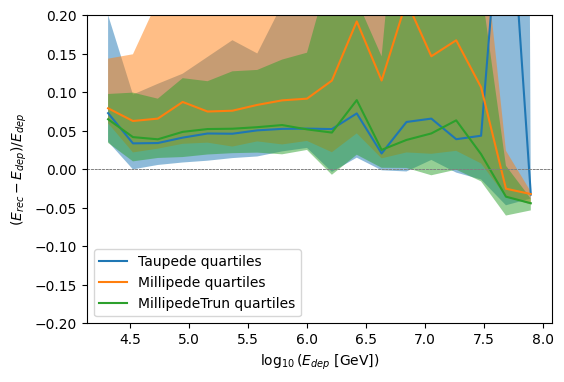 0.20
0.15
0.10
0.05
0.00
−0.05
−0.10
−0.15
−0.20
(E_rec − E_dep)/E_dep
Taupede quartiles
Millipede quartiles
MillipedeTrun quartiles
4.5 5.0 5.5 6.0 6.5 7.0 7.5 8.0
log₁₀ (E_dep [GeV])